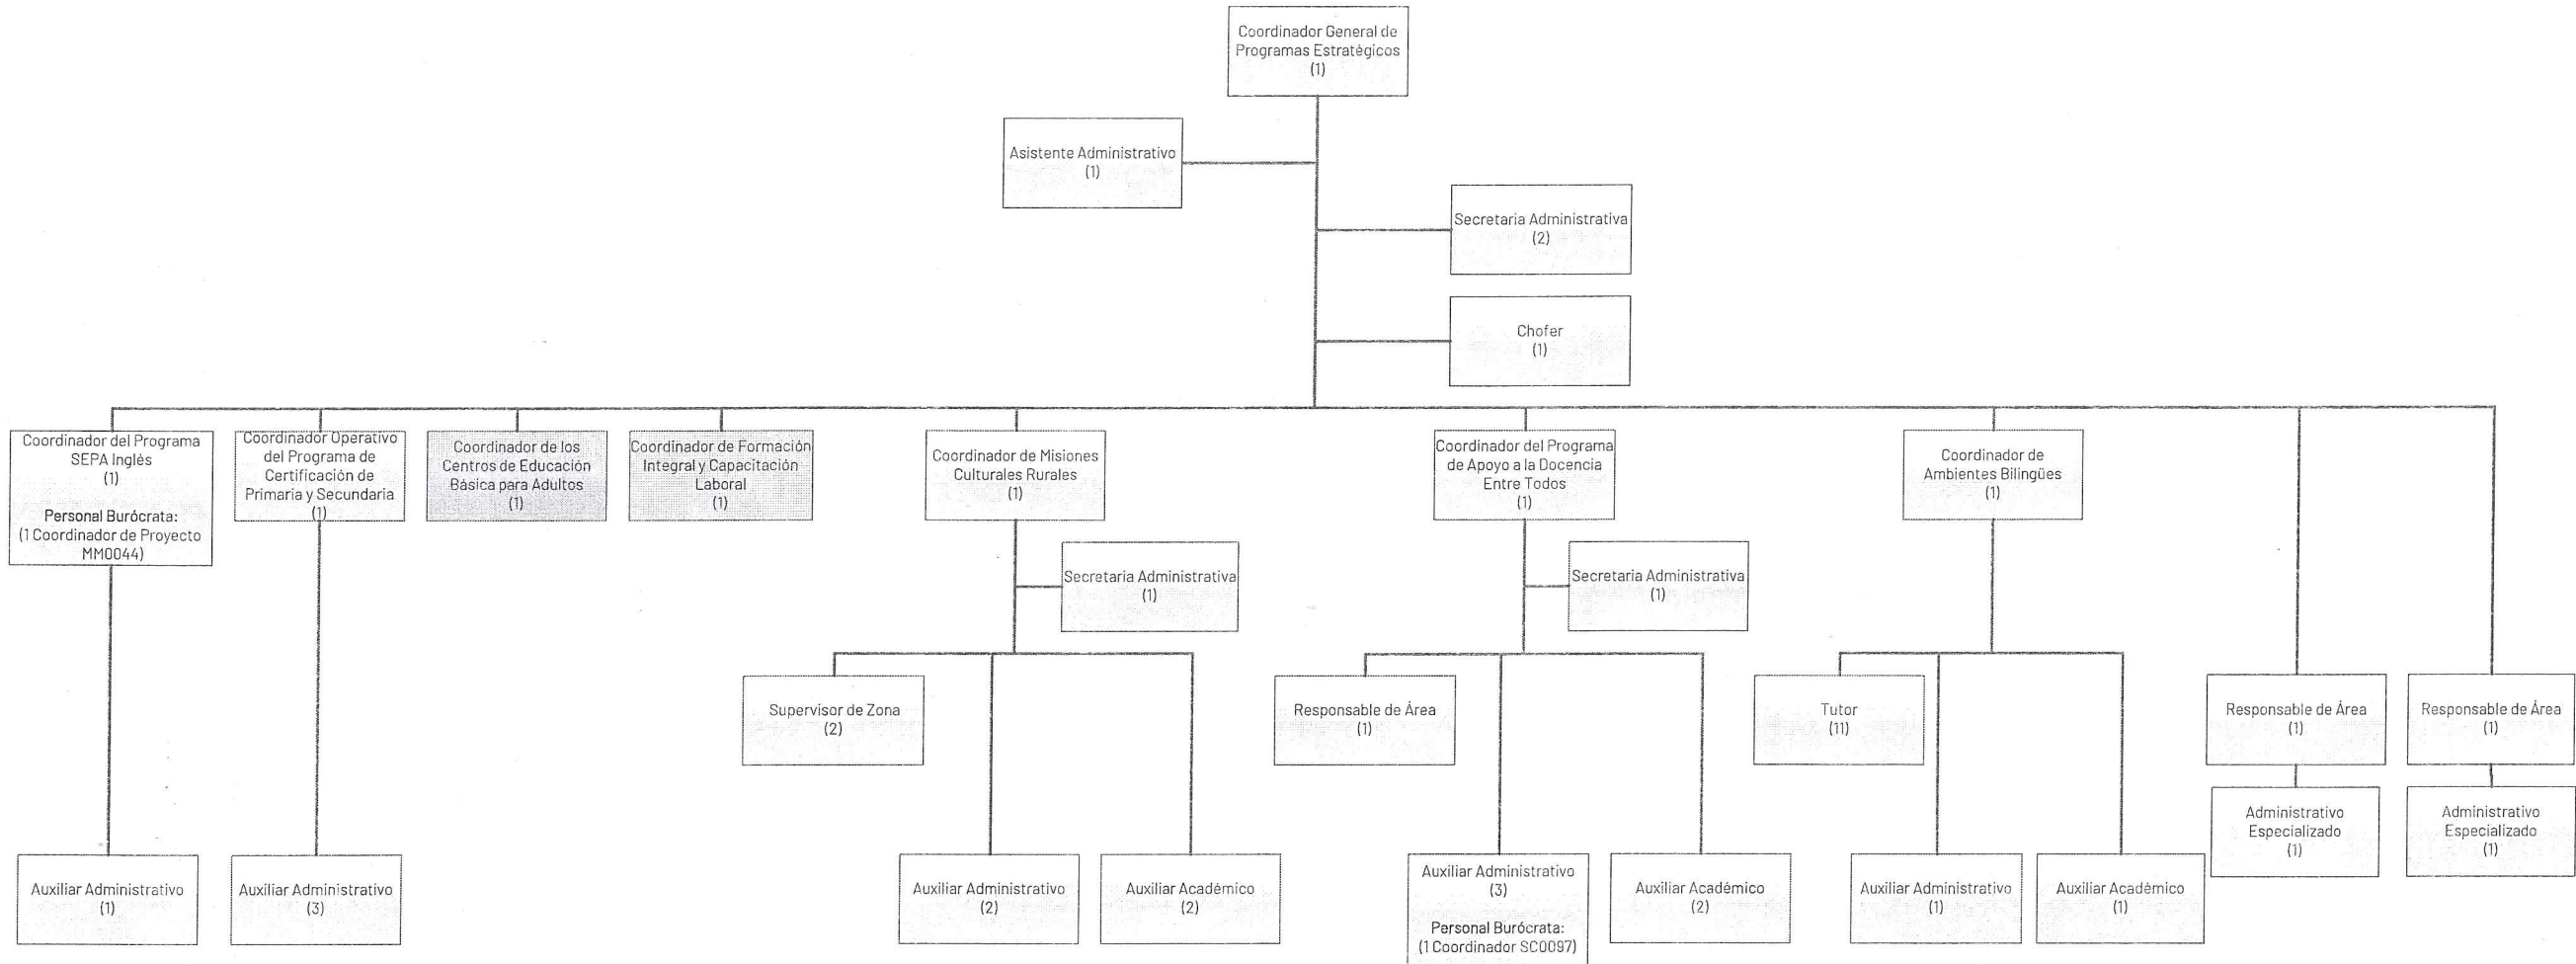 Coordinador General de
Programas Estratégicos
(1)
Asistente Administrativo
(1)
Secretaria Administrativa
(2)
Chofer
(1)
Coordinador del Programa
SEPA Inglés
(1)
Personal Burócrata:
(1 Coordinador de Proyecto
MM0044)
Coordinador Operativo
del Programa de
Certificación de
Primaria y Secundaria
(1)
Coordinador de los
Centros de Educación
Básica para Adultos
(1)
Coordinador de Formación
Integral y Capacitación
Laboral
(1)
Coordinador de Misiones
Culturales Rurales
(1)
Coordinador del Programa
de Apoyo a la Docencia
Entre Todos
(1)
Coordinador de
Ambientes Bilingües
(1)
Secretaria Administrativa
(1)
Secretaria Administrativa
(1)
Supervisor de Zona
(2)
Responsable de Área
(1)
Tutor
(11)
Responsable de Área
(1)
Responsable de Área
(1)
Administrativo
Especializado
(1)
Administrativo
Especializado
(1)
Auxiliar Administrativo
(1)
Auxiliar Administrativo
(3)
Auxiliar Administrativo
(2)
Auxiliar Académico
(2)
Auxiliar Administrativo
(3)
Personal Burócrata:
(1 Coordinador SC0097)
Auxiliar Académico
(2)
Auxiliar Administrativo
(1)
Auxiliar Académico
(1)